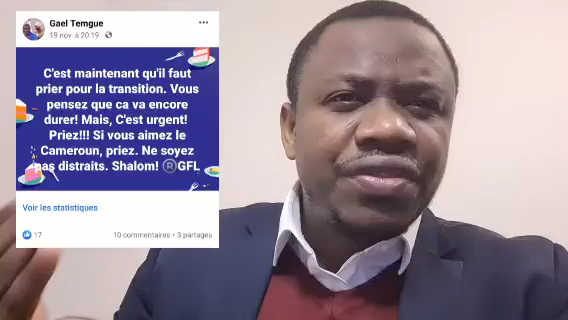 Gael Temgue
19 nov. à 20:19
C'est maintenant qu'il faut
prier pour la transition. Vous
pensez que ca va encore
durer! Mais, C'est urgent!
Priez!!! Si vous aimez le
Cameroun, priez. Ne soyez
pas distraits. Shalom! ®GFL
Voir les statistiques
17
10 commentaires • 3 partages